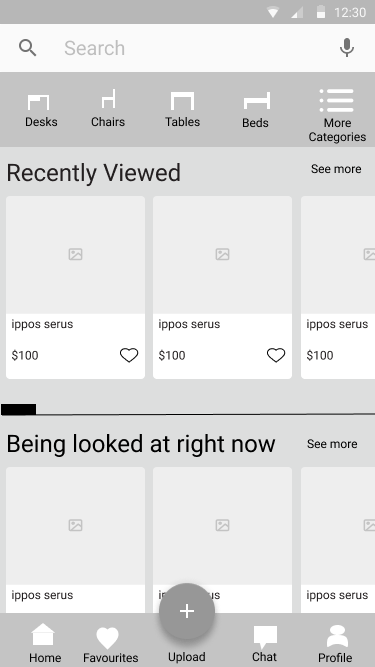 12:30
Search
Desks
Chairs
Tables
Beds
More
Categories
Recently Viewed
See more
ippos serus
ippos serus
ippos serus
$100
$100
$100
Being looked at right now
See more
ippos serus
ippos serus
Home
Favourites
Upload
Chat
Profile